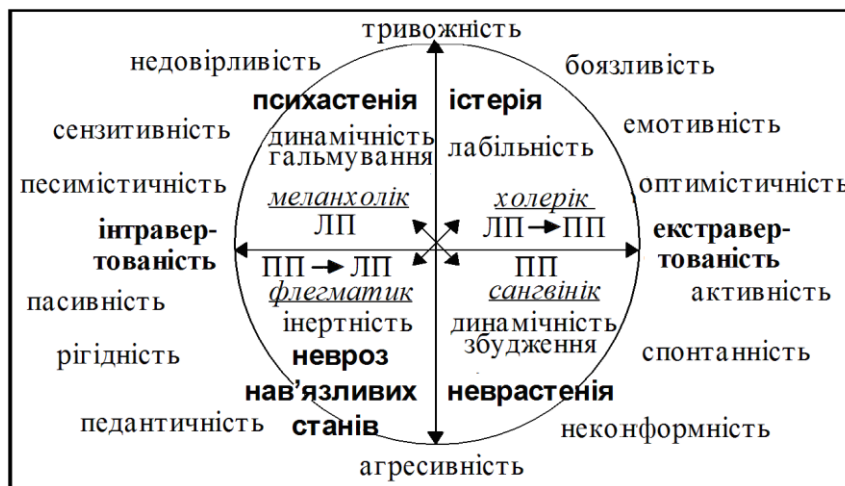 тривожність
недовірливість
боязливість
психастенія
істерія
сензитивність
динамічність
гальмування
лабільність
емотивність
песимістичність
меланхолік
ЛП
холерік
ЛП → ПП
оптимістичність
інтравер-
тованість
екстравер-
тованість
ПП → ЛП
флегматик
інертність
ПП
сангвінік
динамічність
збудження
пасивність
активність
рігідність
невроз
нав’язливих
станів
неврастенія
спонтанність
педантичність
неконформність
агресивність